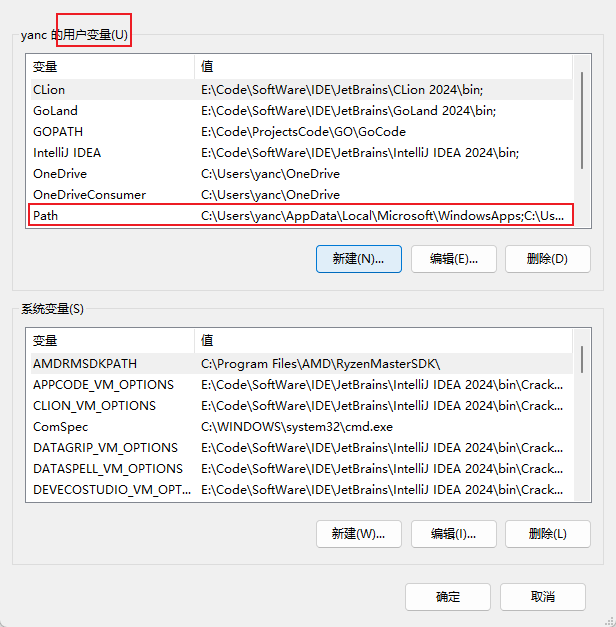 yanc 的用户变量(U)
变量 值
CLion E:\Code\SoftWare\IDE\JetBrains\CLion 2024\bin;
GoLand E:\Code\SoftWare\IDE\JetBrains\GoLand 2024\bin;
GOPATH E:\Code\ProjectsCode\GO\GoCode
IntelliJ IDEA E:\Code\SoftWare\IDE\JetBrains\IntelliJ IDEA 2024\bin;
OneDrive C:\Users\yanc\OneDrive
OneDriveConsumer C:\Users\yanc\OneDrive
Path C:\Users\yanc\AppData\Local\Microsoft\WindowsApps;C:\Us...
新建(N)... 编辑(E)... 删除(D)
系统变量(S)
变量 值
AMDRMSDKPATH C:\Program Files\AMD\RyzenMasterSDK\
APPCODE_VM_OPTIONS E:\Code\SoftWare\IDE\JetBrains\IntelliJ IDEA 2024\bin\Crack...
CLION_VM_OPTIONS E:\Code\SoftWare\IDE\JetBrains\IntelliJ IDEA 2024\bin\Crack...
ComSpec C:\WINDOWS\system32\cmd.exe
DATAGRIP_VM_OPTIONS E:\Code\SoftWare\IDE\JetBrains\IntelliJ IDEA 2024\bin\Crack...
DATASPELL_VM_OPTIONS E:\Code\SoftWare\IDE\JetBrains\IntelliJ IDEA 2024\bin\Crack...
DEVECOSTUDIO_VM_OPT... E:\Code\SoftWare\IDE\JetBrains\IntelliJ IDEA 2024\bin\Crack...
新建(W)... 编辑(I)... 删除(L)
确定 取消